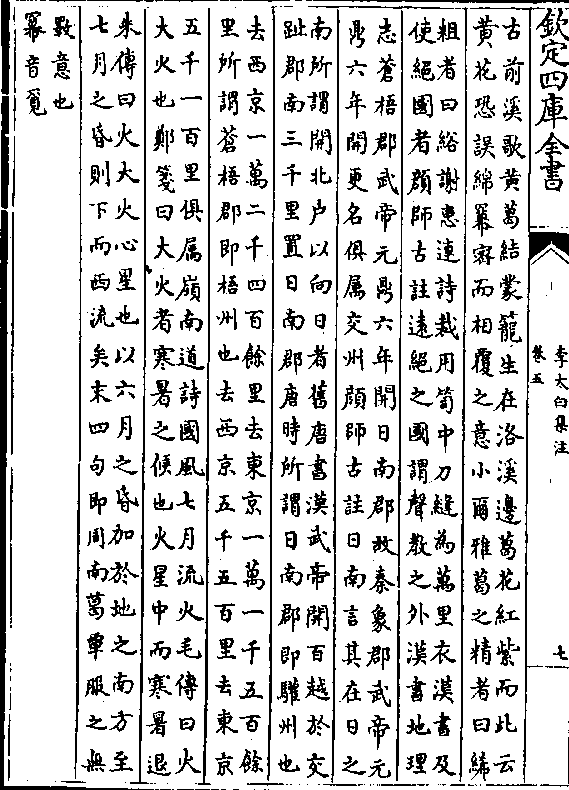 欽定四庫全書
李太白集注
卷五
七
古前溪歌黄葛結蒙籠生在洛溪邊葛花紅紫而此云
黄花恐誤綿羃宻而相覆之意小爾雅葛之精者曰絺
粗者曰綌謝惠連詩裁用笥中刀縫為萬里衣漢書及
使絕國者顔師古註遠絕之國謂聲教之外漢書地理
志蒼梧郡武帝元鼎六年開日南郡故秦象郡武帝元
鼎六年開更名俱属交州顔師古註日南言其在日之
南所謂開北户以向日者舊唐書漢武帝開百越於交
趾郡南三千里置日南郡唐時所謂日南郡即驩州也
去西京一萬二千四百餘里去東京一萬一千五百餘
里所謂蒼梧郡即梧州也去西京五千五百里去東京
五千一百里俱属嶺南道詩國風七月流火毛傳曰火
大火也鄭箋曰大火者寒暑之候也火星中而寒暑退
朱傳曰火大火心星也以六月之昏加於地之南方至
七月之昏則下而西流矣末四句即周南葛覃服之無
斁意也
羃音覓